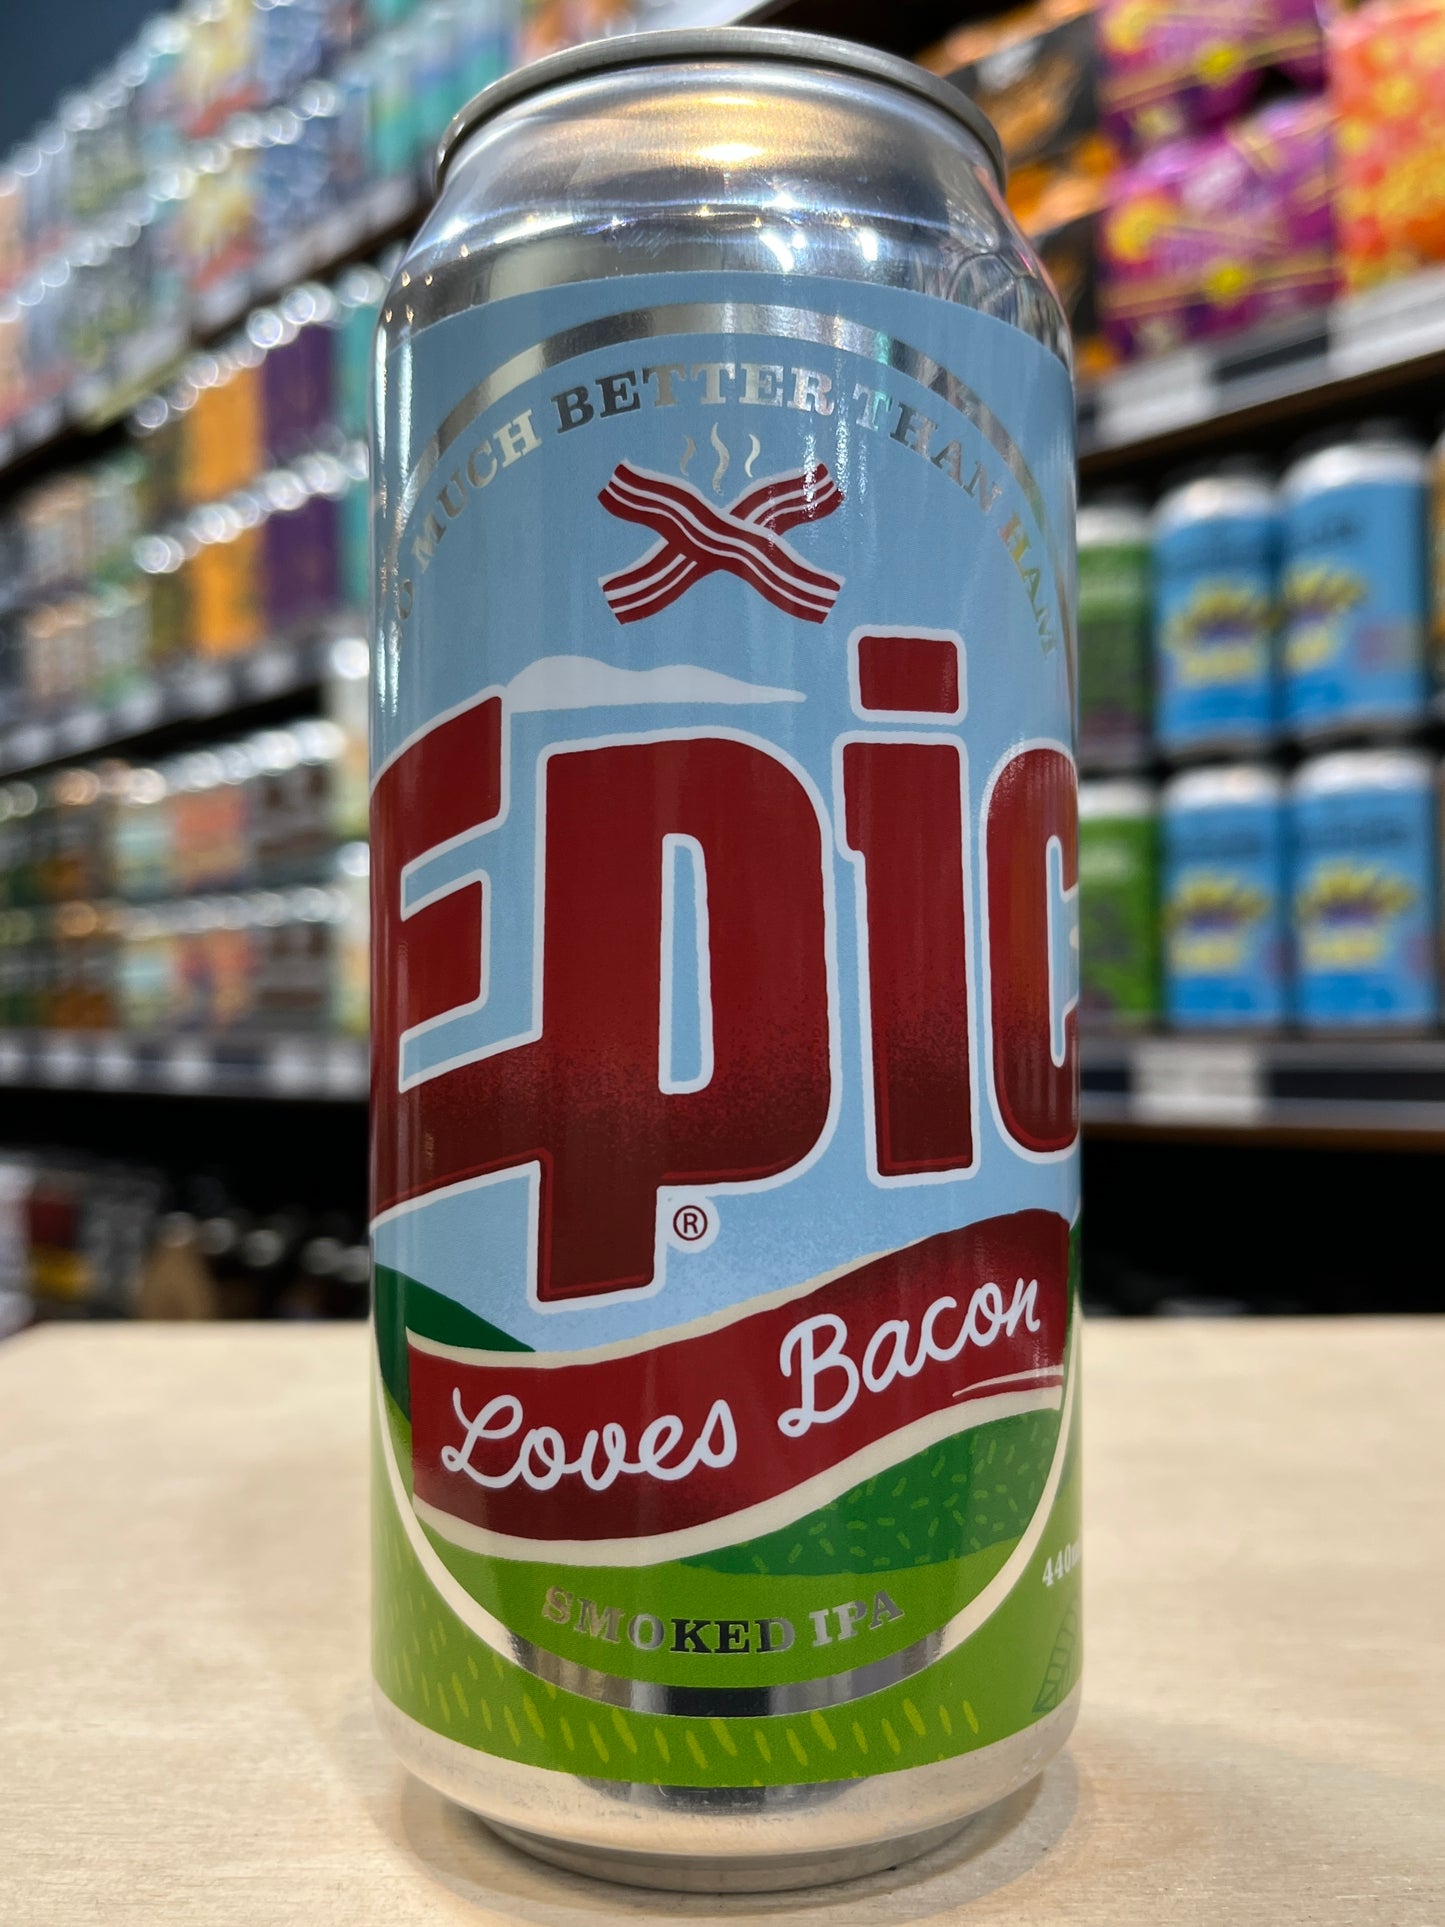 MUCH BETTER THAN HAM
Epic
®
Loves Bacon
SMOKED IPA